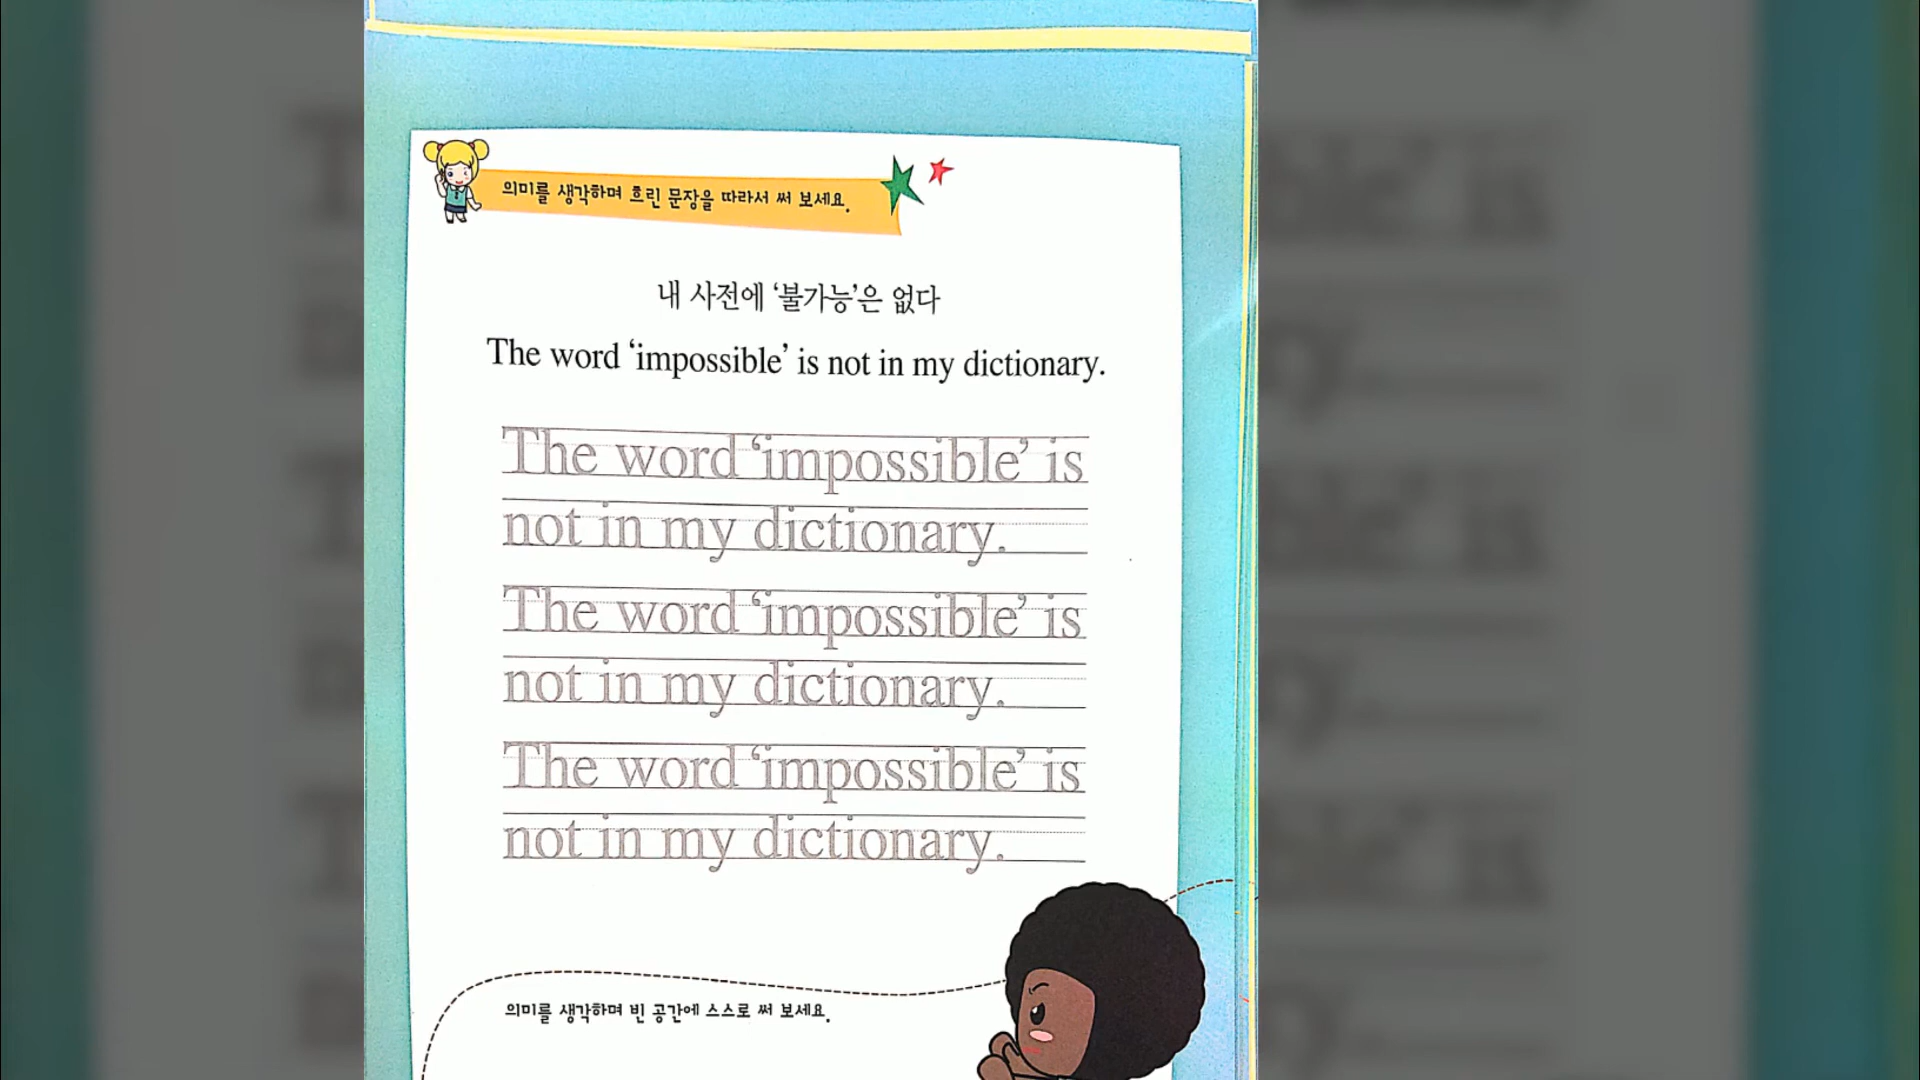 의미를 생각하며 흐린 문장을 따라서 써 보세요.
내 사전에 ‘불가능’은 없다
The word ‘impossible’ is not in my dictionary.
The word ‘impossible’ is
not in my dictionary.
The word ‘impossible’ is
not in my dictionary.
The word ‘impossible’ is
not in my dictionary.
의미를 생각하며 빈 공간에 스스로 써 보세요.